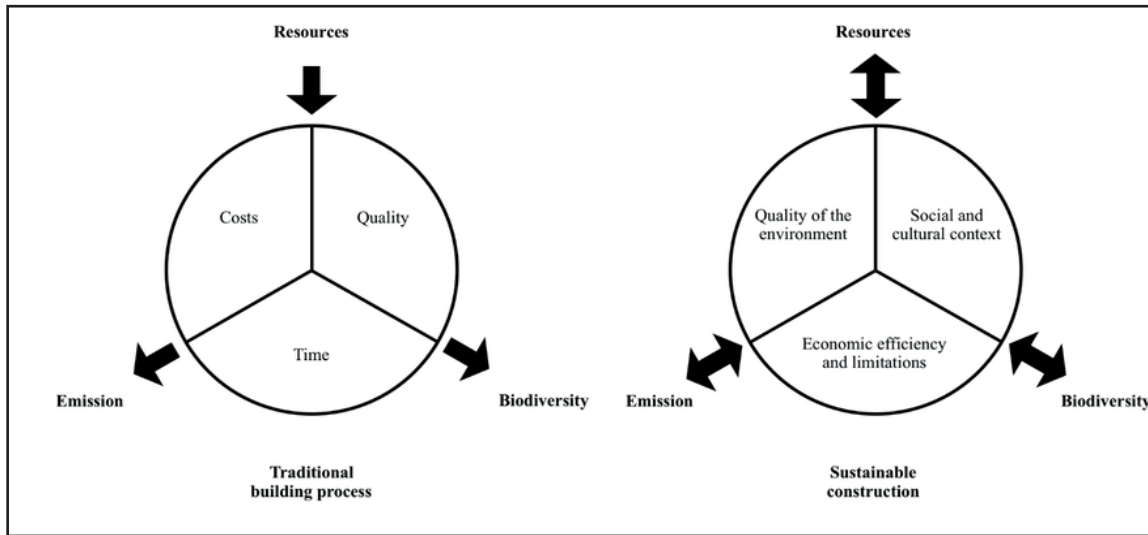 Resources
Costs
Quality
Time
Emission
Biodiversity
Traditional
building process
Resources
Quality of the
environment
Social and
cultural context
Economic efficiency
and limitations
Emission
Biodiversity
Sustainable
construction